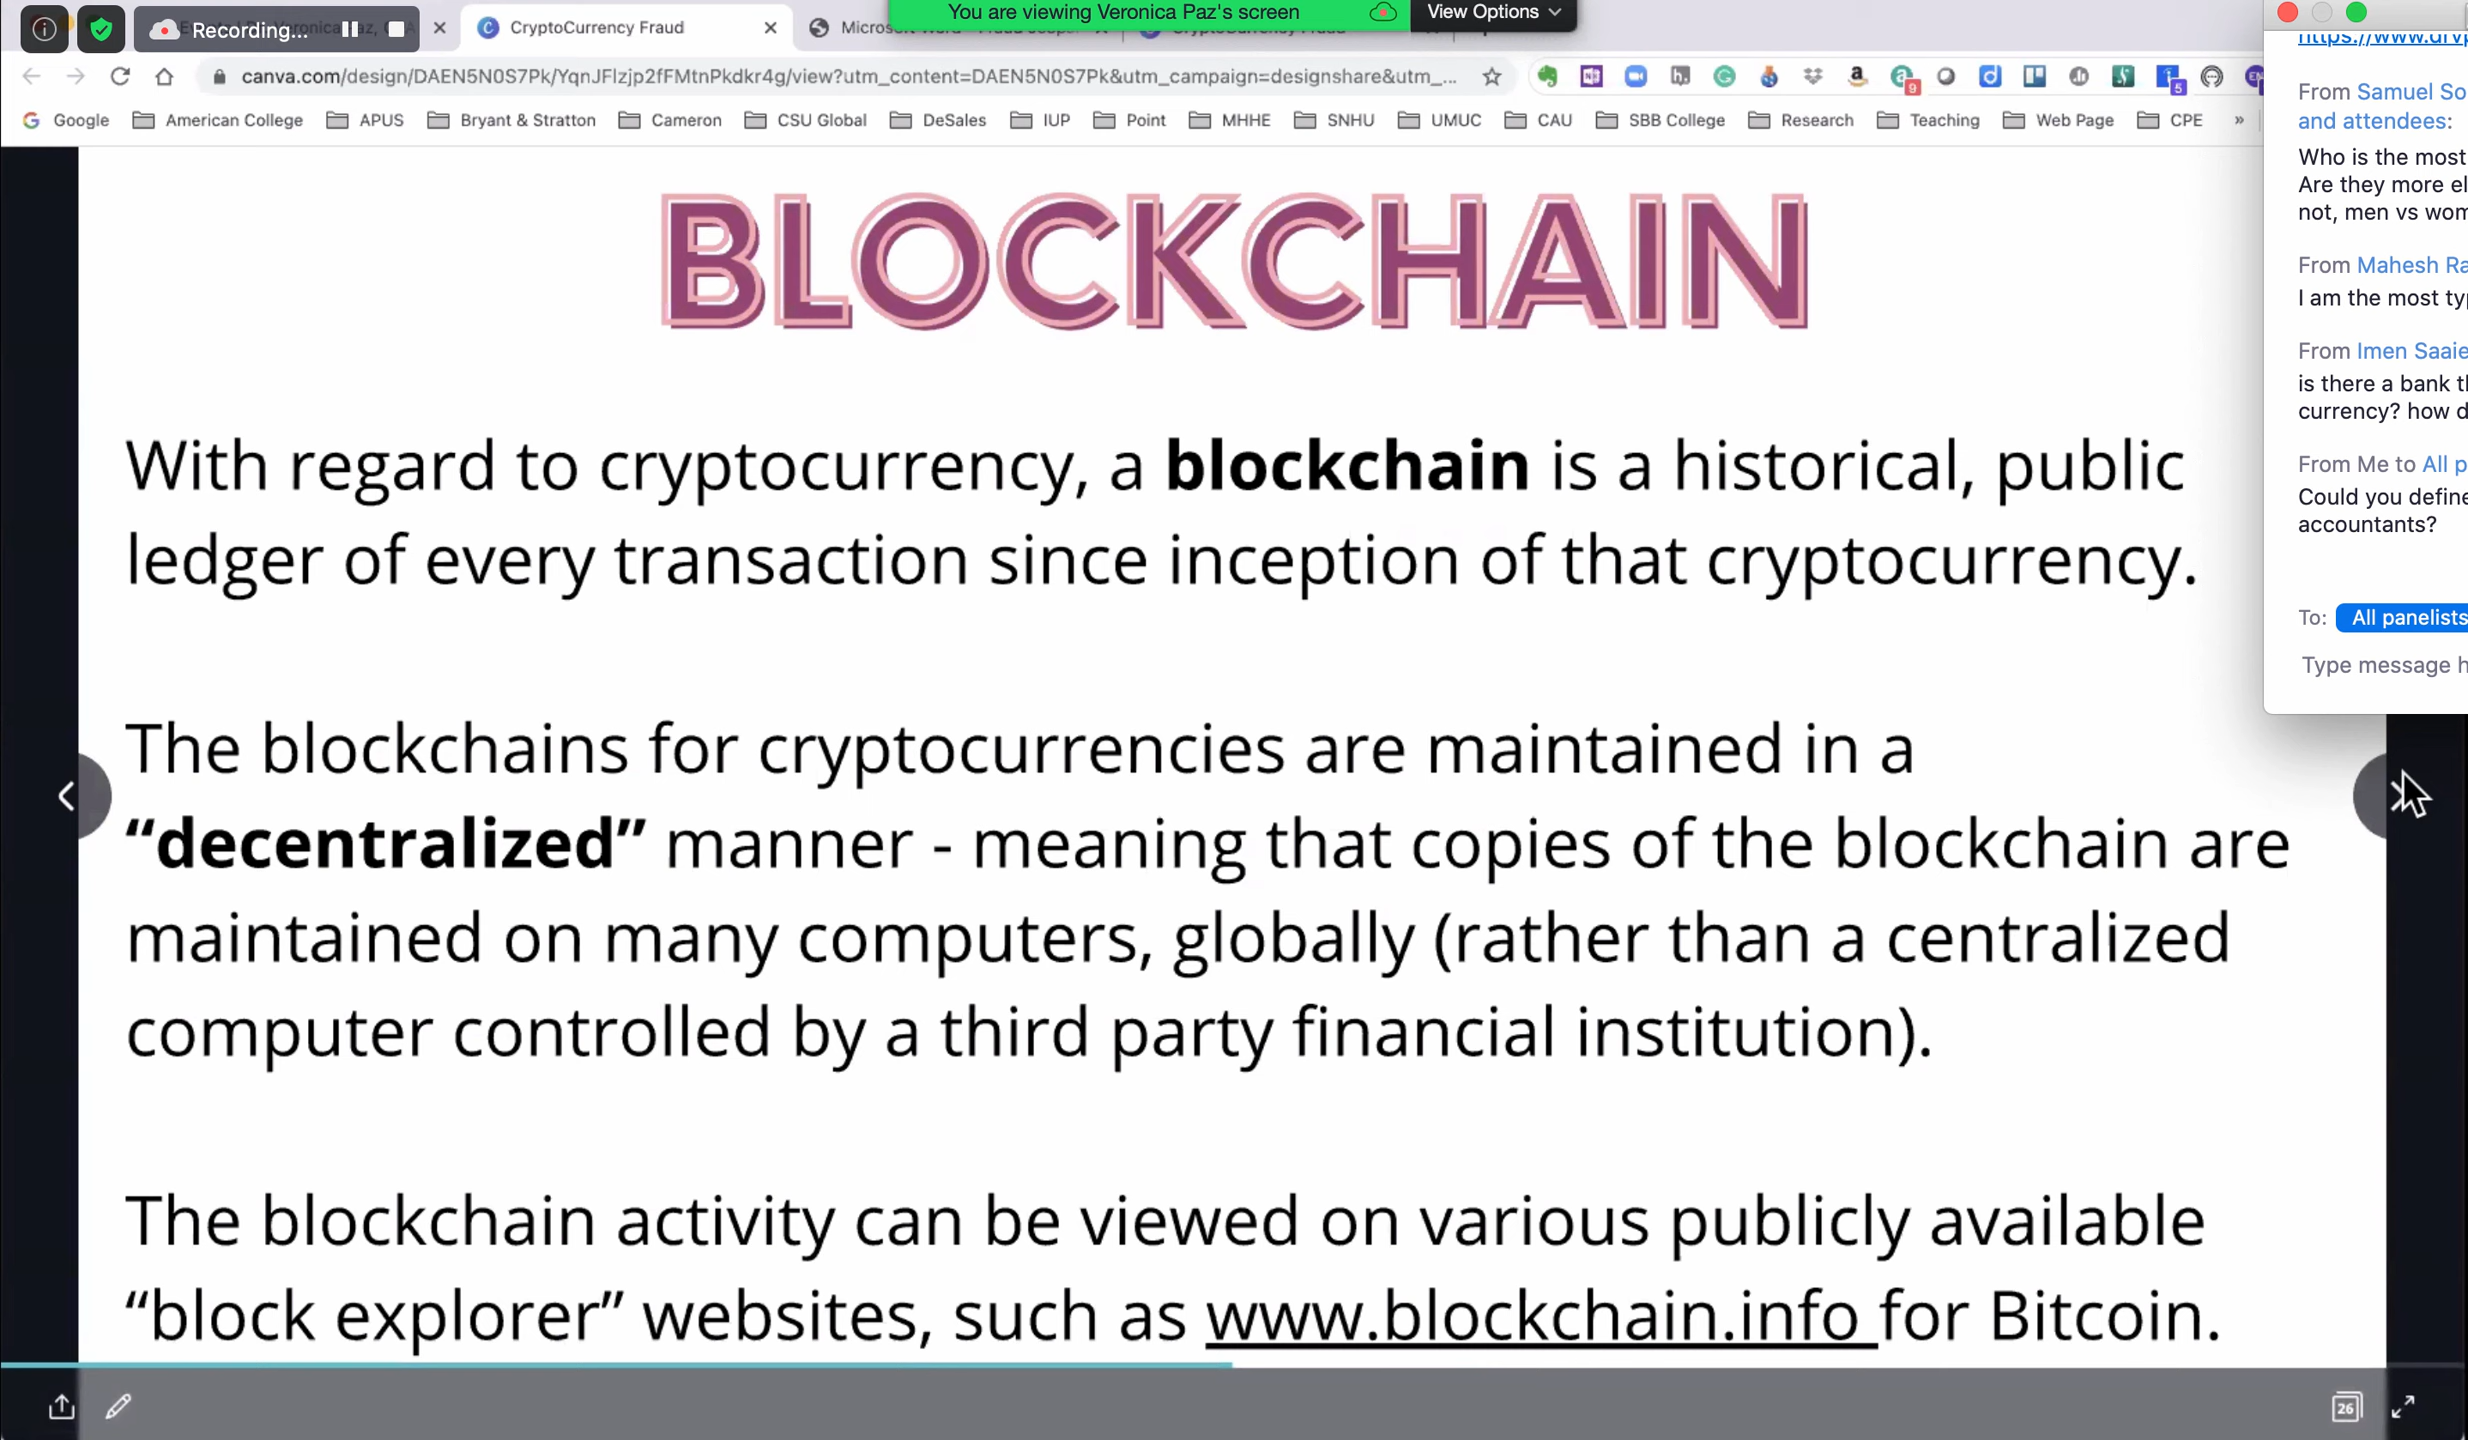 You are viewing Veronica Paz's screen
View Options
Recording...
CryptoCurrency Fraud
canva.com/design/DAEN5N0S7Pk/YqnJFlzjp2fFMtnPkdkr4g/view?utm_content=DAEN5N0S7Pk&utm_campaign=designshare&utm_...
Google American College APUS Bryant & Stratton Cameron CSU Global DeSales IUP Point MHHE SNHU UMUC CAU SBB College Research Teaching Web Page CPE »
BLOCKCHAIN
With regard to cryptocurrency, a blockchain is a historical, public
ledger of every transaction since inception of that cryptocurrency.
The blockchains for cryptocurrencies are maintained in a
“decentralized” manner - meaning that copies of the blockchain are
maintained on many computers, globally (rather than a centralized
computer controlled by a third party financial institution).
The blockchain activity can be viewed on various publicly available
“block explorer” websites, such as www.blockchain.info for Bitcoin.
26
From Samuel So
and attendees:
Who is the most
Are they more el
not, men vs wom
From Mahesh Ra
I am the most ty
From Imen Saaie
is there a bank t
currency? how d
From Me to All p
Could you define
accountants?
To: All panelists
Type message h